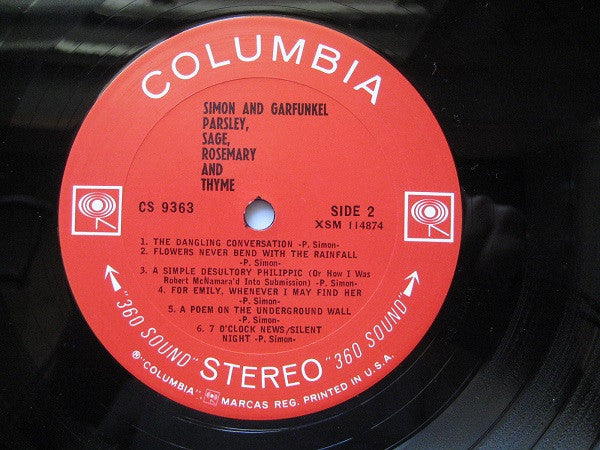 COLUMBIA
SIMON AND GARFUNKEL
PARSLEY,
SAGE,
ROSEMARY
AND
THYME
CS 9363
SIDE 2
XSM 114874
1. THE DANGLING CONVERSATION -P. Simon-
2. FLOWERS NEVER BEND WITH THE RAINFALL
-P. Simon-
3. A SIMPLE DESULTORY PHILIPPIC (Or How I Was
Robert McNamara'd Into Submission) -P. Simon-
4. FOR EMILY, WHENEVER I MAY FIND HER
-P. Simon-
5. A POEM ON THE UNDERGROUND WALL
-P. Simon-
6. 7 O'CLOCK NEWS/SILENT
NIGHT -P. Simon-
"360 SOUND" STEREO "360 SOUND"
® "COLUMBIA" MARCAS REG. PRINTED IN U.S.A.